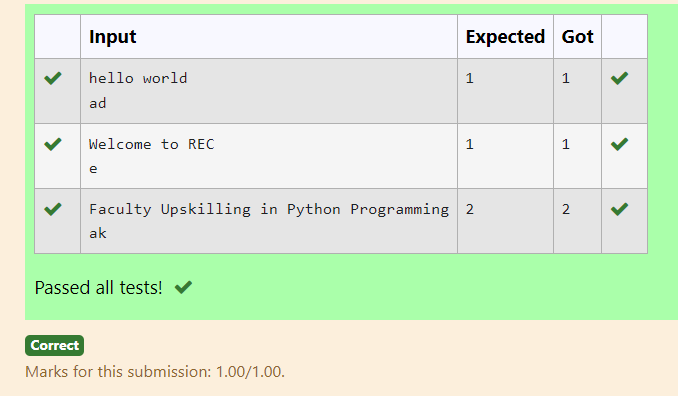 Input Expected Got
hello world 1 1
ad
Welcome to REC 1 1
e
Faculty Upskilling in Python Programming 2 2
ak
Passed all tests!
Correct
Marks for this submission: 1.00/1.00.